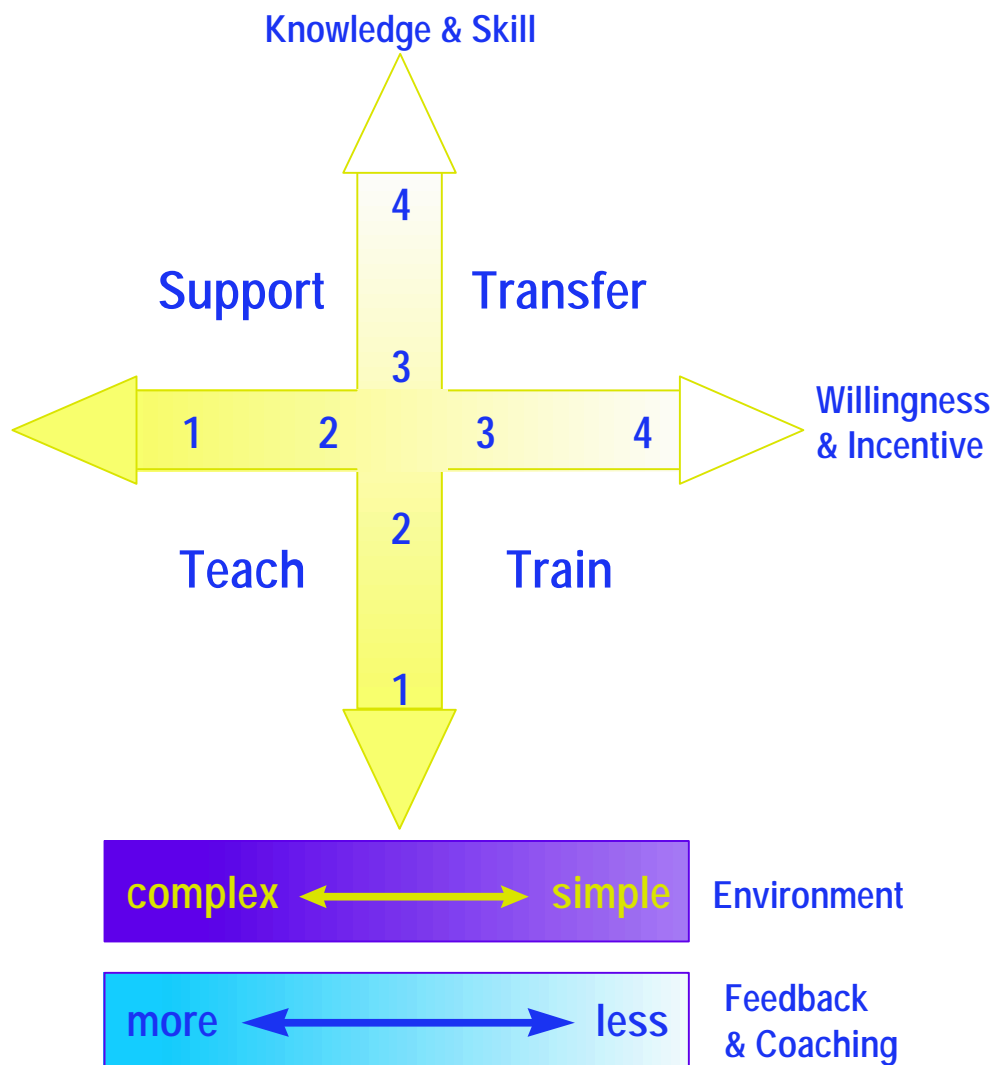 Knowledge & Skill
4
Support Transfer
3
1 2 3 4
Willingness
& Incentive
2
Teach Train
1
complex simple
Environment
more less
Feedback
& Coaching